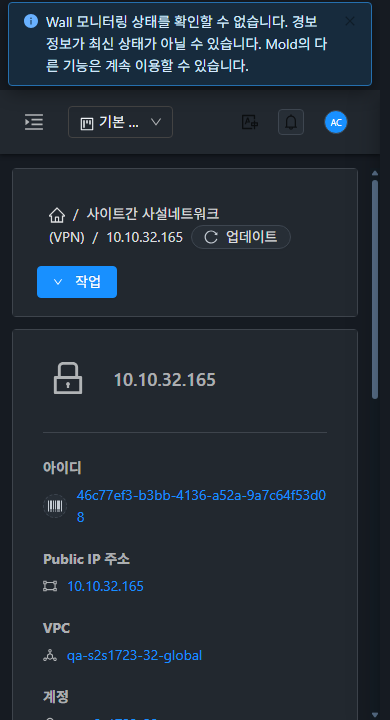 Wall 모니터링 상태를 확인할 수 없습니다. 경보
정보가 최신 상태가 아닐 수 있습니다. Mold의 다
른 기능은 계속 이용할 수 있습니다.
기본 ...
AC
/ 사이트간 사설네트워크
(VPN) / 10.10.32.165 업데이트
작업
10.10.32.165
아이디
46c77ef3-b3bb-4136-a52a-9a7c64f53d0
8
Public IP 주소
10.10.32.165
VPC
qa-s2s1723-32-global
계정